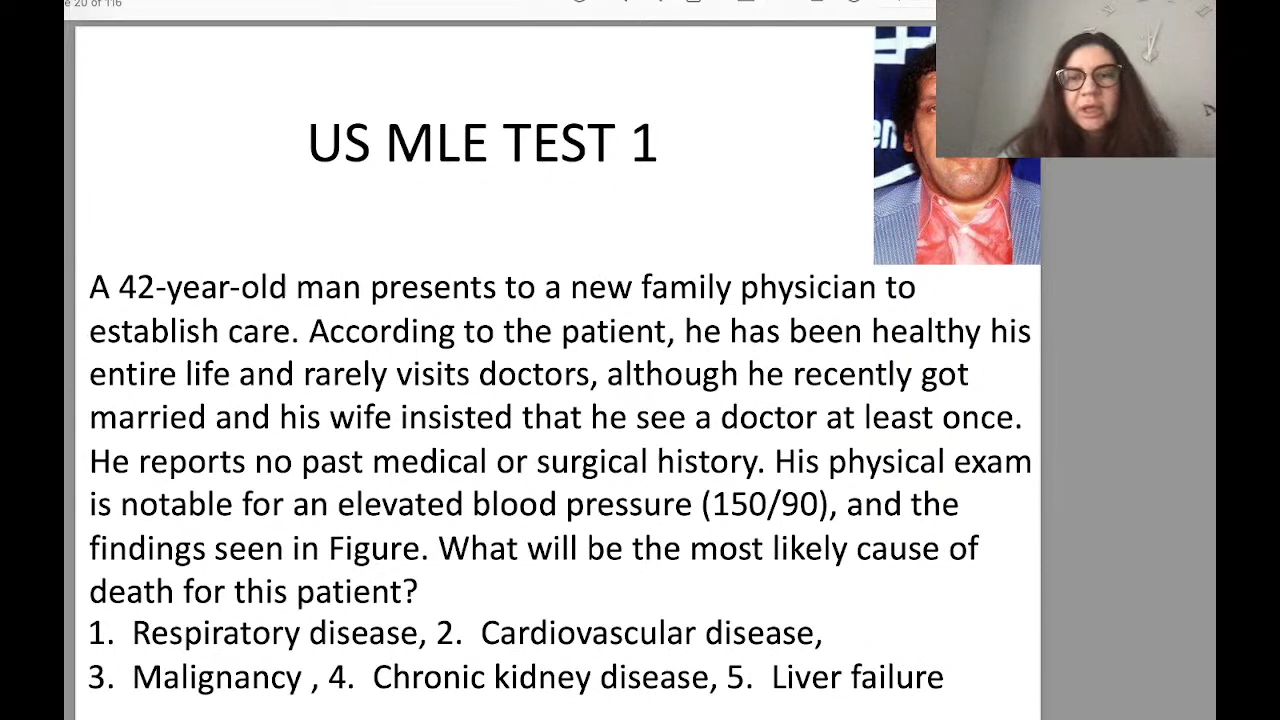 e 20 of 116
US MLE TEST 1
en
A 42-year-old man presents to a new family physician to
establish care. According to the patient, he has been healthy his
entire life and rarely visits doctors, although he recently got
married and his wife insisted that he see a doctor at least once.
He reports no past medical or surgical history. His physical exam
is notable for an elevated blood pressure (150/90), and the
findings seen in Figure. What will be the most likely cause of
death for this patient?
1. Respiratory disease, 2. Cardiovascular disease,
3. Malignancy , 4. Chronic kidney disease, 5. Liver failure